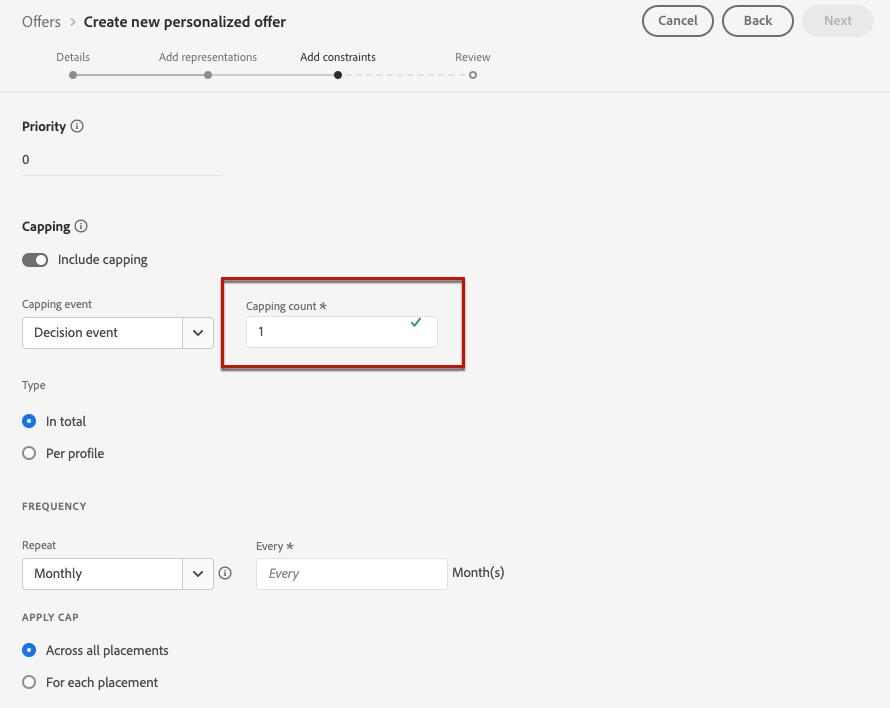 Offers > Create new personalized offer
Cancel
Back
Next
Details
Add representations
Add constraints
Review
Priority
0
Capping
Include capping
Capping event
Capping count *
Decision event
1
Type
In total
Per profile
FREQUENCY
Repeat
Every *
Monthly
Every
Month(s)
APPLY CAP
Across all placements
For each placement